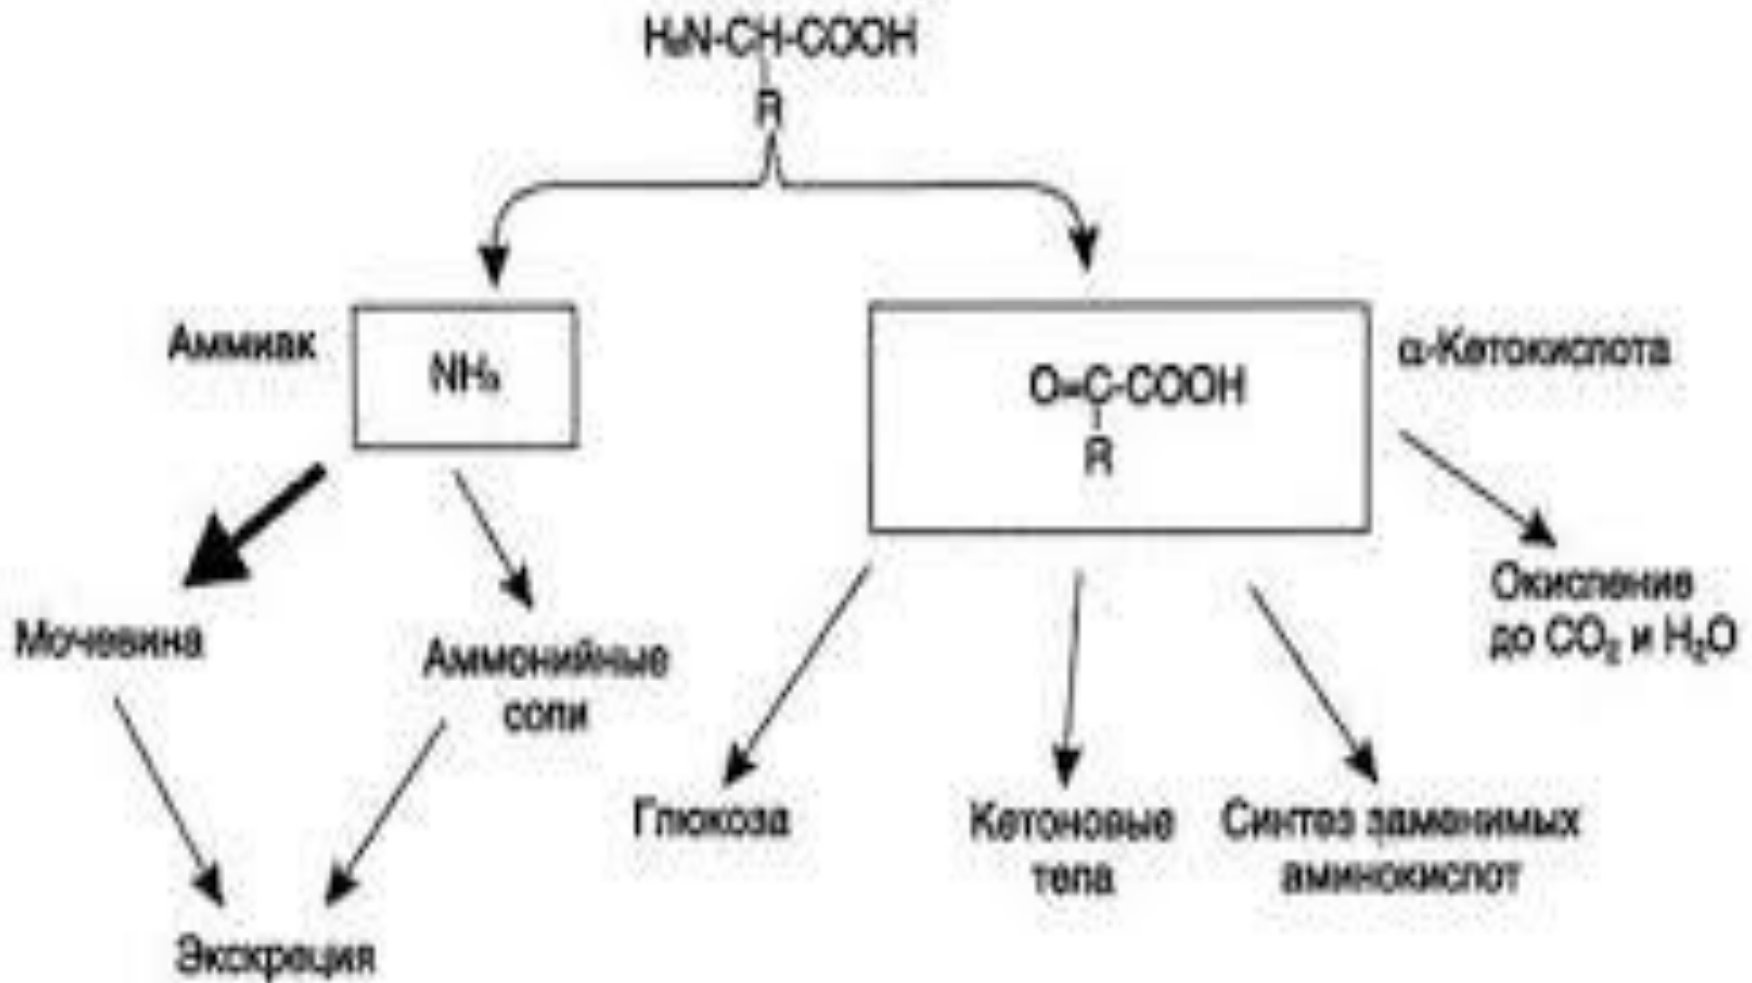 H₂N-CH-COOH
R
Аммиак
NH₃
α-Кетокислота
O=C-COOH
R
Мочевина
Аммонийные
соли
Окисление
до CO₂ и H₂O
Глюкоза
Кетоновые
тела
Синтез заменимых
аминокислот
Экскреция